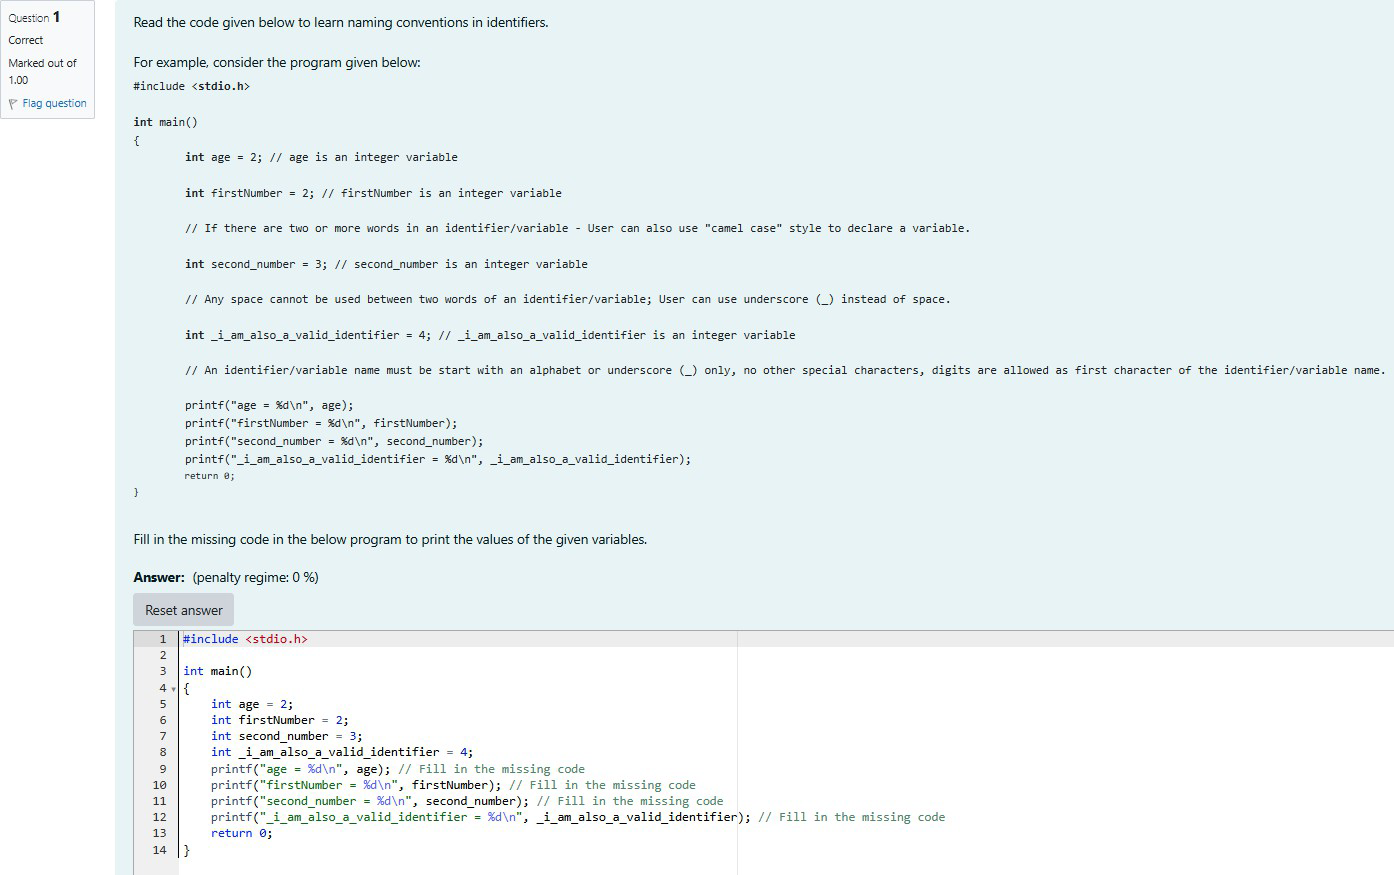 Question 1
Correct
Marked out of
1.00
Flag question
Read the code given below to learn naming conventions in identifiers.
For example, consider the program given below:
#include <stdio.h>
int main()
{
int age = 2; // age is an integer variable
int firstNumber = 2; // firstNumber is an integer variable
// If there are two or more words in an identifier/variable - User can also use "camel case" style to declare a variable.
int second_number = 3; // second_number is an integer variable
// Any space cannot be used between two words of an identifier/variable; User can use underscore (_) instead of space.
int _i_am_also_a_valid_identifier = 4; // _i_am_also_a_valid_identifier is an integer variable
// An identifier/variable name must be start with an alphabet or underscore (_) only, no other special characters, digits are allowed as first character of the identifier/variable name.
printf("age = %d\n", age);
printf("firstNumber = %d\n", firstNumber);
printf("second_number = %d\n", second_number);
printf("_i_am_also_a_valid_identifier = %d\n", _i_am_also_a_valid_identifier);
return 0;
}
Fill in the missing code in the below program to print the values of the given variables.
Answer: (penalty regime: 0 %)
Reset answer
1 #include <stdio.h>
2
3 int main()
4 {
5 int age = 2;
6 int firstNumber = 2;
7 int second_number = 3;
8 int _i_am_also_a_valid_identifier = 4;
9 printf("age = %d\n", age); // Fill in the missing code
10 printf("firstNumber = %d\n", firstNumber); // Fill in the missing code
11 printf("second_number = %d\n", second_number); // Fill in the missing code
12 printf("_i_am_also_a_valid_identifier = %d\n", _i_am_also_a_valid_identifier); // Fill in the missing code
13 return 0;
14 }